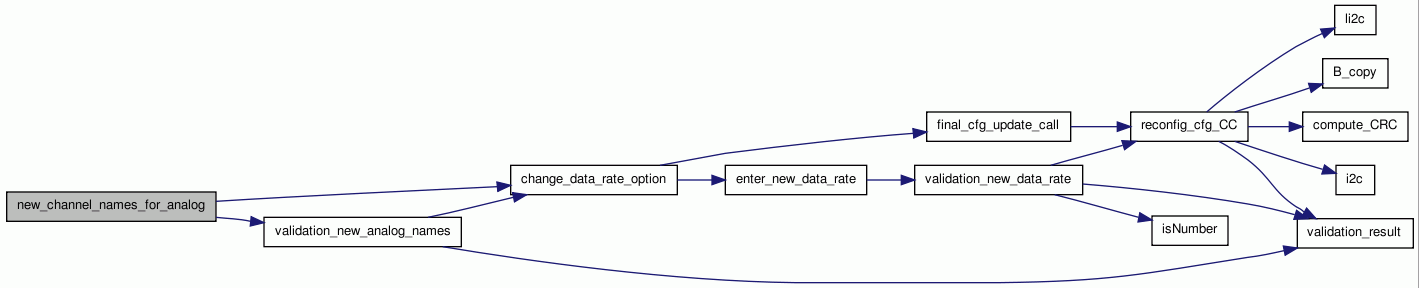 li2c
B_copy
final_cfg_update_call
reconfig_cfg_CC
compute_CRC
change_data_rate_option
enter_new_data_rate
validation_new_data_rate
i2c
new_channel_names_for_analog
validation_new_analog_names
isNumber
validation_result